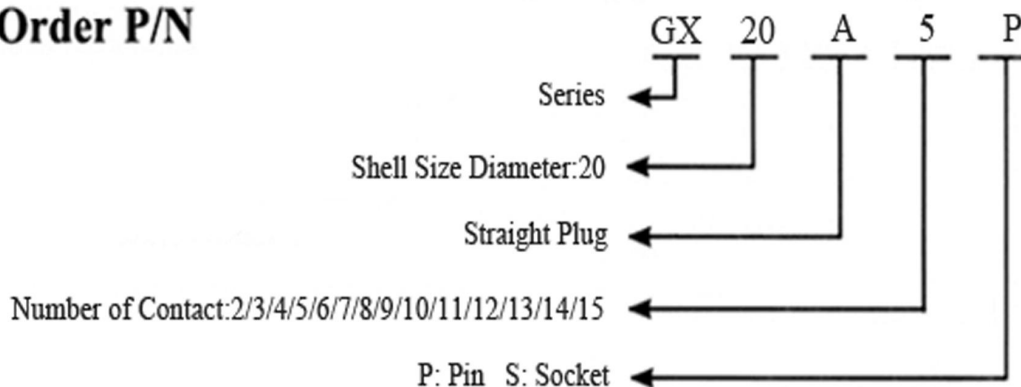 Order P/N
GX 20 A 5 P
Series
Shell Size Diameter:20
Straight Plug
Number of Contact:2/3/4/5/6/7/8/9/10/11/12/13/14/15
P: Pin S: Socket